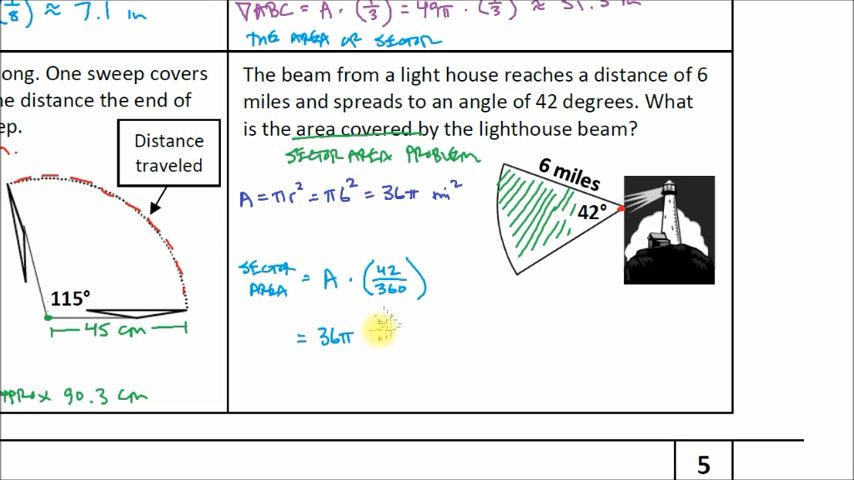 (1/8) ≈ 7.1 in
∇ABC = A · (1/3) = 49π · (1/3) ≈ 51.3 in
THE AREA OF SECTOR
ong. One sweep covers
e distance the end of
ep.
Distance
traveled
115°
45 cm
APPROX 90.3 cm
The beam from a light house reaches a distance of 6
miles and spreads to an angle of 42 degrees. What
is the area covered by the lighthouse beam?
SECTOR AREA PROBLEM
6 miles
42°
A = πr² = π6² = 36π mi²
SECTOR AREA = A · (42/360)
= 36π
5